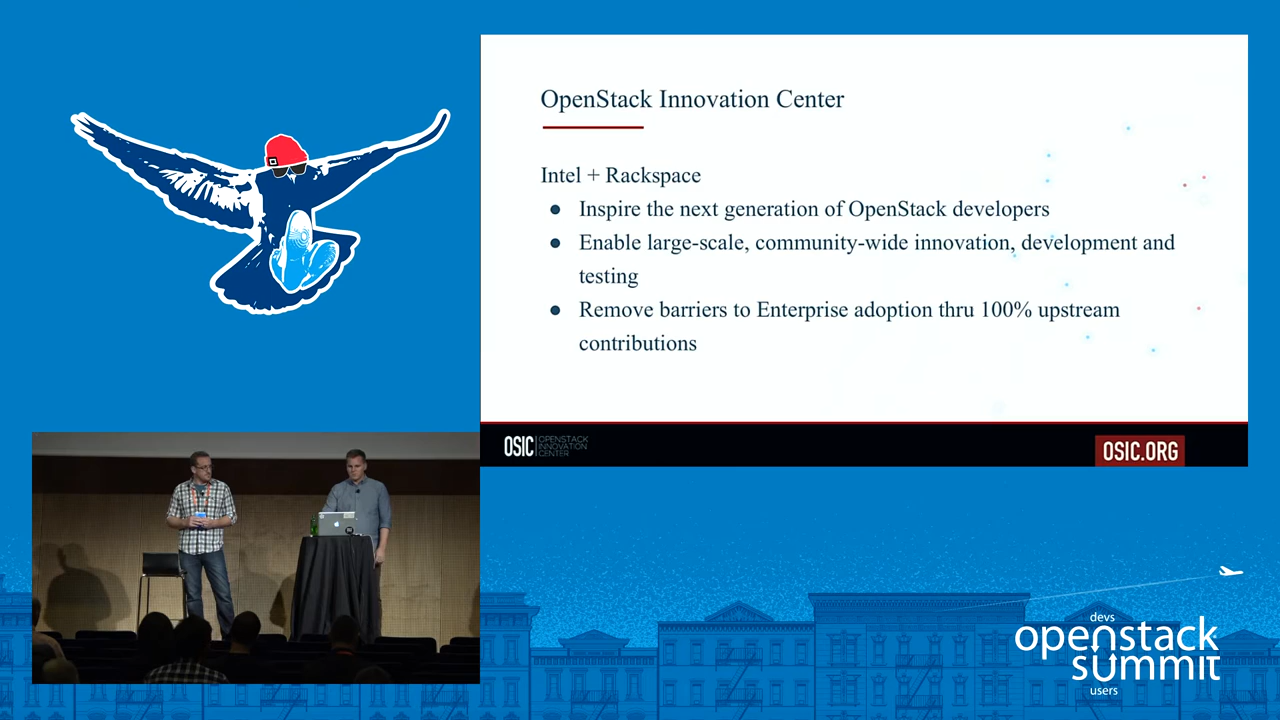 OpenStack Innovation Center
Intel + Rackspace
● Inspire the next generation of OpenStack developers
● Enable large-scale, community-wide innovation, development and
testing
● Remove barriers to Enterprise adoption thru 100% upstream
contributions
OSIC
OPENSTACK
INNOVATION
CENTER
OSIC.ORG
devs
openstack
summit
users